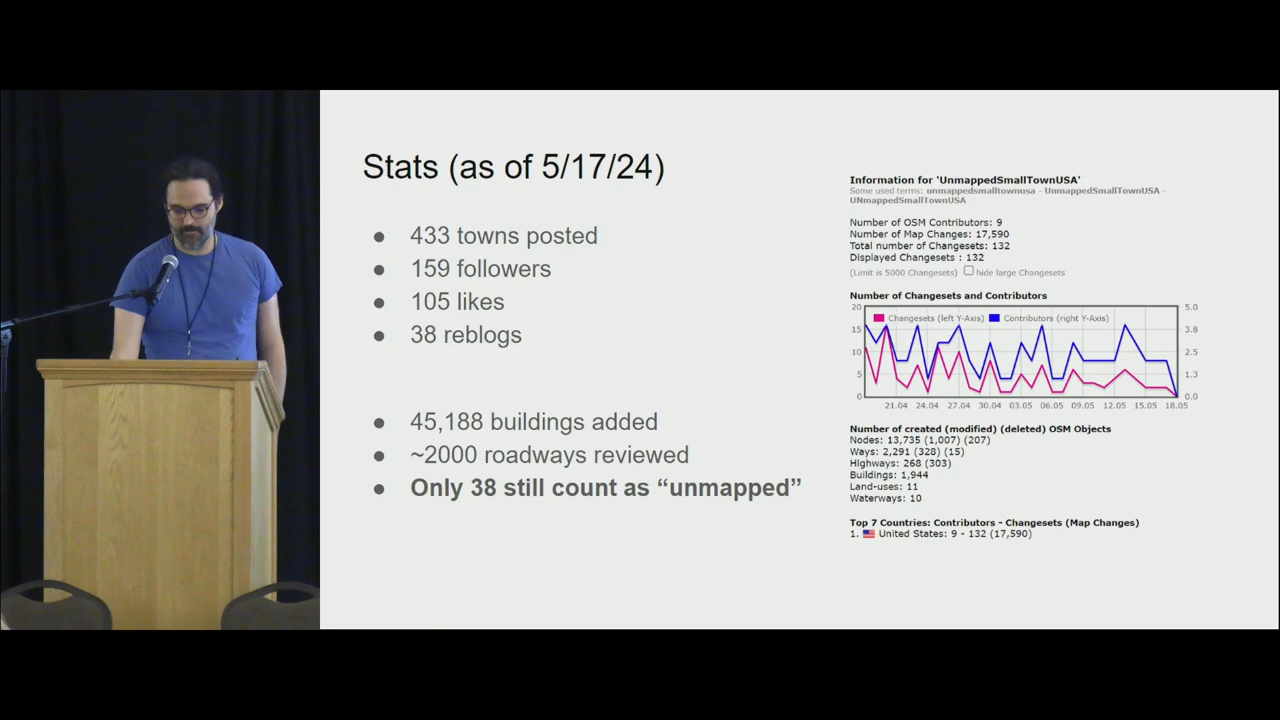 Stats (as of 5/17/24)
● 433 towns posted
● 159 followers
● 105 likes
● 38 reblogs
● 45,188 buildings added
● ~2000 roadways reviewed
● Only 38 still count as “unmapped”
Information for 'UnmappedSmallTownUSA'
Some used terms: unmappedsmalltownusa - UnmappedSmallTownUSA -
UNmappedSmallTownUSA
Number of OSM Contributors: 9
Number of Map Changes: 17,590
Total number of Changesets: 132
Displayed Changesets : 132
(Limit is 5000 Changesets) hide large Changesets
Number of Changesets and Contributors
Changesets (left Y-Axis) Contributors (right Y-Axis)
20 5.0
15 3.8
10 2.5
5 1.3
0 0.0
21.04 24.04 27.04 30.04 03.05 06.05 09.05 12.05 15.05 18.05
Number of created (modified) (deleted) OSM Objects
Nodes: 13,735 (1,007) (207)
Ways: 2,291 (328) (15)
Highways: 268 (303)
Buildings: 1,944
Land-uses: 11
Waterways: 10
Top 7 Countries: Contributors - Changesets (Map Changes)
1. United States: 9 - 132 (17,590)